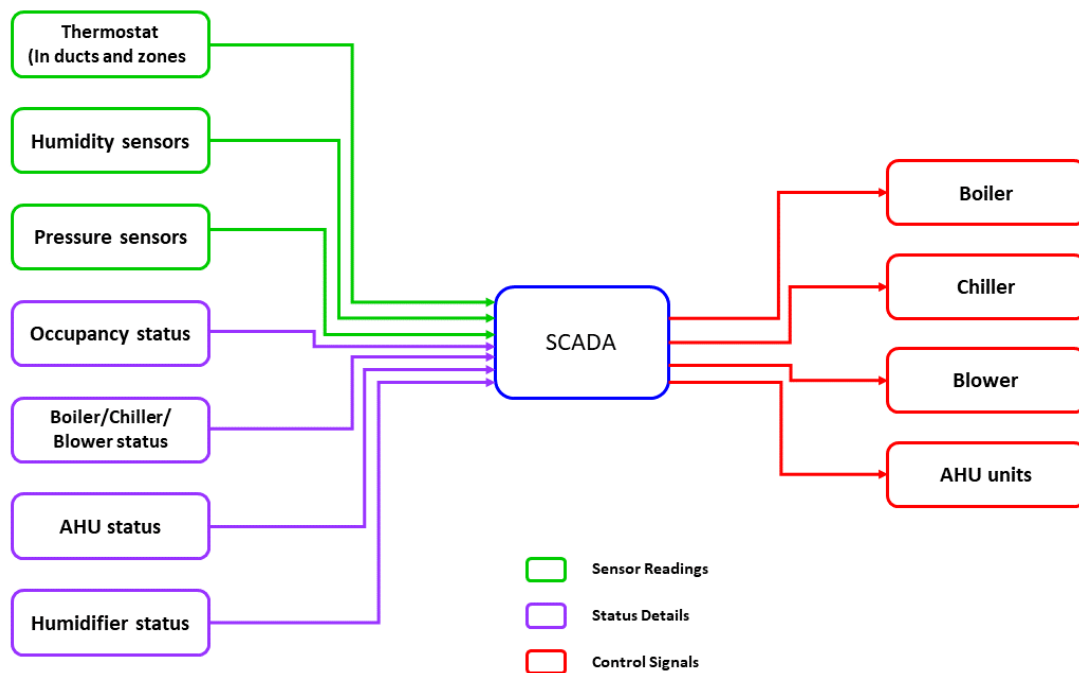 Thermostat
(In ducts and zones
Humidity sensors
Pressure sensors
Occupancy status
Boiler/Chiller/
Blower status
AHU status
Humidifier status
SCADA
Boiler
Chiller
Blower
AHU units
Sensor Readings
Status Details
Control Signals